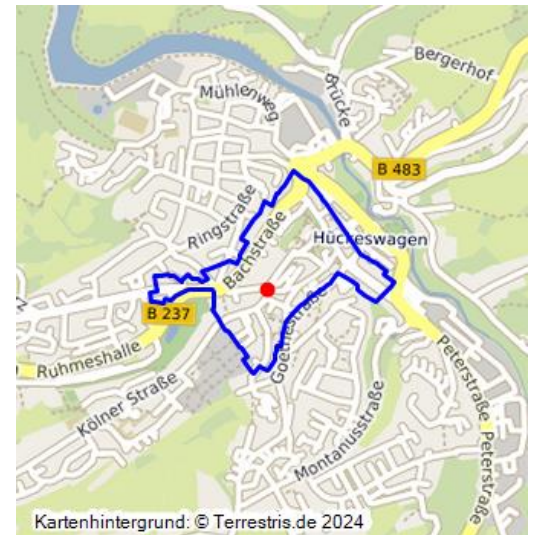 Bergerhof
Mühlenweg
Brücke
B 483
Ringstraße
Bachstraße
Hückeswagen
B 237
Goethestraße
Ruhmeshalle
Peterstraße
Kölner Straße
Montanusstraße
Peterstraße
Kartenhintergrund: © Terrestris.de 2024